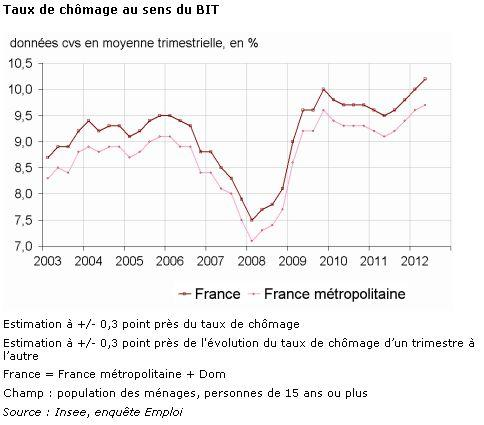 Taux de chômage au sens du BIT
données cvs en moyenne trimestrielle, en %
10,5
10,0
9,5
9,0
8,5
8,0
7,5
7,0
2003 2004 2005 2006 2007 2008 2009 2010 2011 2012
France France métropolitaine
Estimation à +/- 0,3 point près du taux de chômage
Estimation à +/- 0,3 point près de l'évolution du taux de chômage d’un trimestre à
l’autre
France = France métropolitaine + Dom
Champ : population des ménages, personnes de 15 ans ou plus
Source : Insee, enquête Emploi